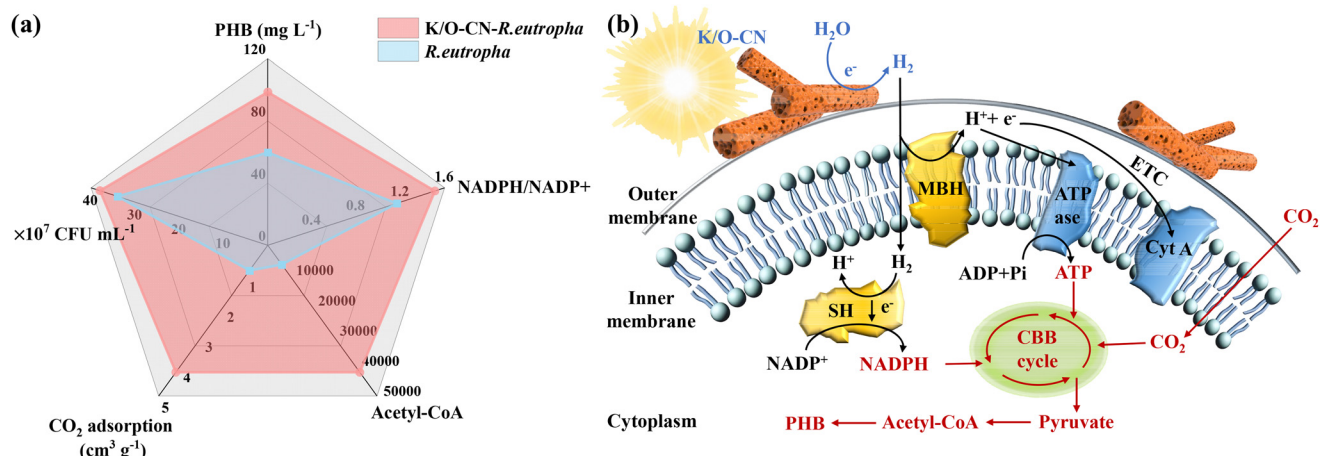 (a)
PHB (mg L⁻¹)
K/O-CN-R.eutropha
R.eutropha
120
80
40
0
NADPH/NADP+
1.6
1.2
0.8
0.4
40
30
20
10
×10⁷ CFU mL⁻¹
1
2
3
4
5
CO₂ adsorption
(cm³ g⁻¹)
10000
20000
30000
40000
50000
Acetyl-CoA
(b)
K/O-CN
H₂O
e⁻
H₂
H⁺+ e⁻
ETC
MBH
ATP
ase
Cyt A
CO₂
Outer
membrane
Inner
membrane
H⁺
H₂
ADP+Pi
ATP
SH
e⁻
NADP⁺
NADPH
CBB
cycle
CO₂
Cytoplasm
PHB
Acetyl-CoA
Pyruvate